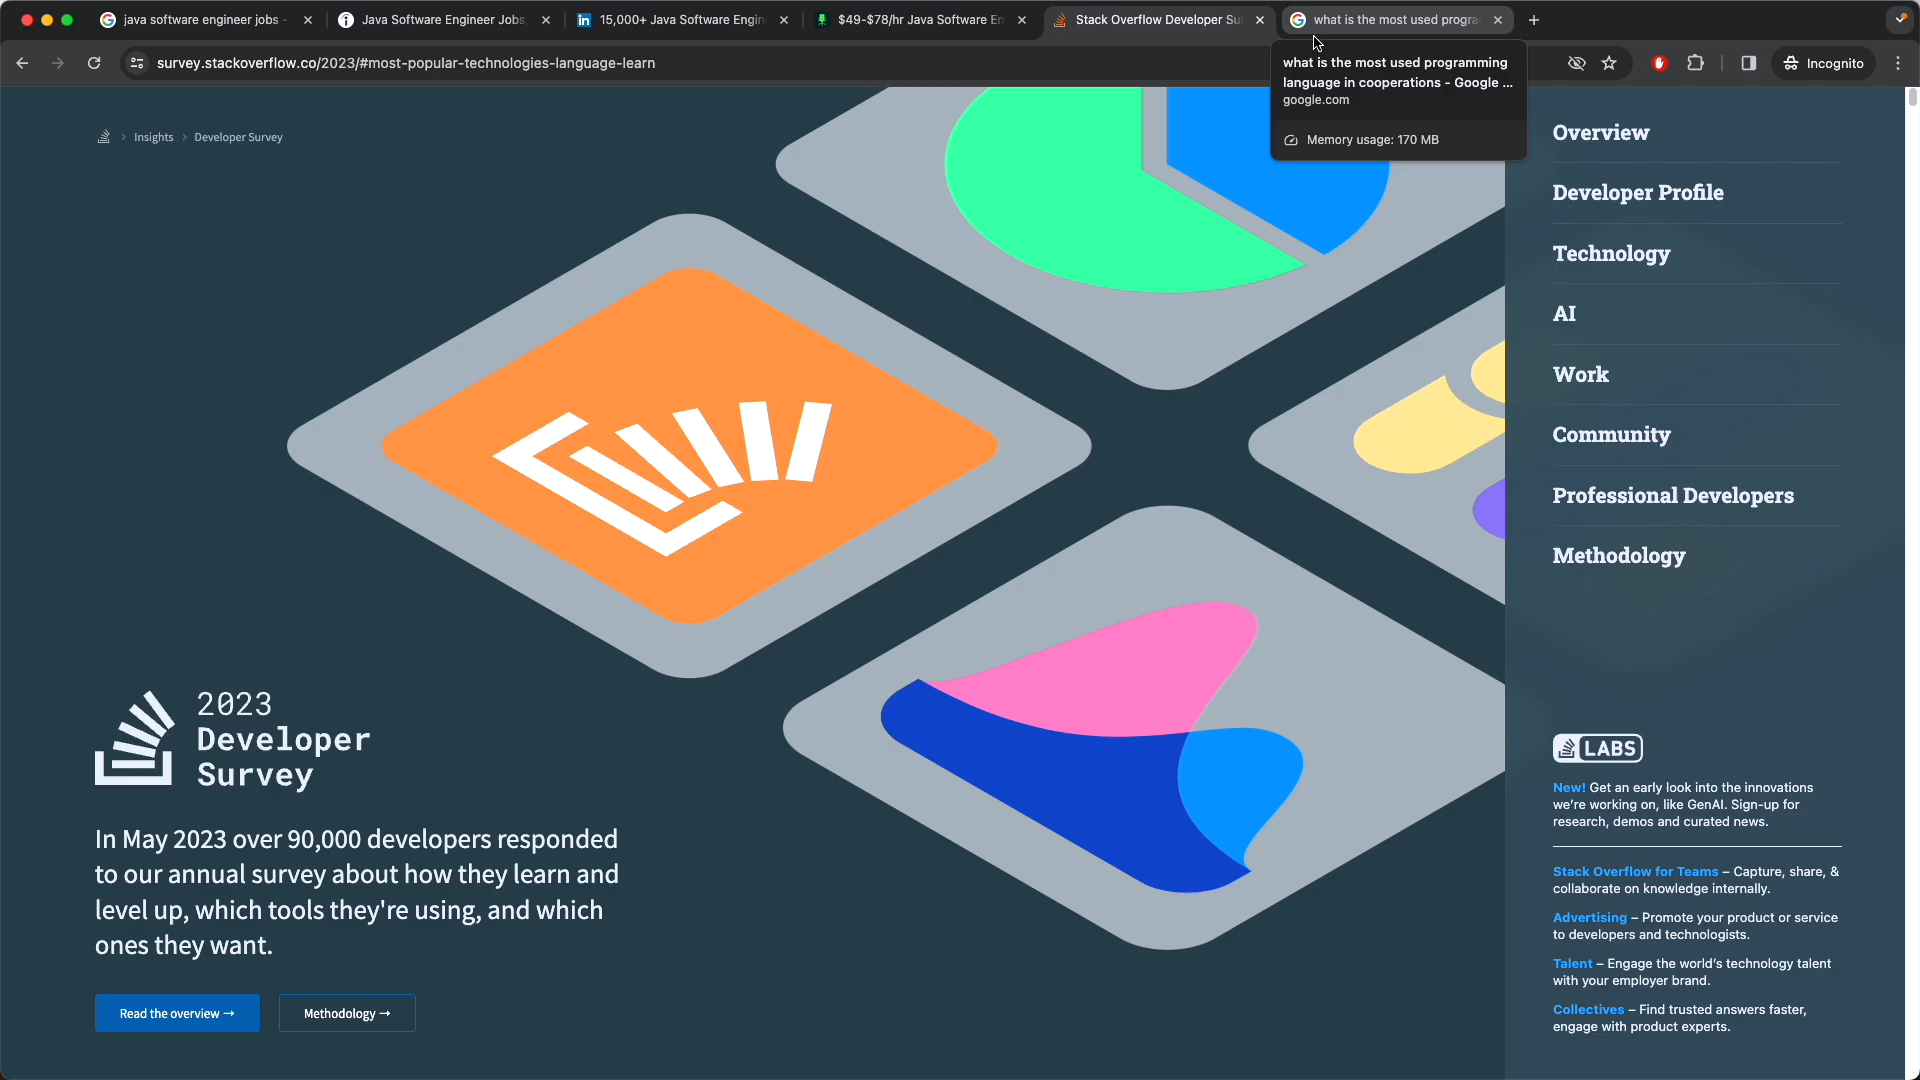 java software engineer jobs -
Java Software Engineer Jobs,
15,000+ Java Software Engin
$49-$78/hr Java Software En
Stack Overflow Developer Su
what is the most used progra
survey.stackoverflow.co/2023/#most-popular-technologies-language-learn
Incognito
what is the most used programming
language in cooperations - Google ...
google.com
Memory usage: 170 MB
Insights
Developer Survey
Overview
Developer Profile
Technology
AI
Work
Community
Professional Developers
Methodology
2023
Developer
Survey
In May 2023 over 90,000 developers responded
to our annual survey about how they learn and
level up, which tools they're using, and which
ones they want.
Read the overview →
Methodology →
LABS
New! Get an early look into the innovations
we're working on, like GenAI. Sign-up for
research, demos and curated news.
Stack Overflow for Teams – Capture, share, &
collaborate on knowledge internally.
Advertising – Promote your product or service
to developers and technologists.
Talent – Engage the world's technology talent
with your employer brand.
Collectives – Find trusted answers faster,
engage with product experts.